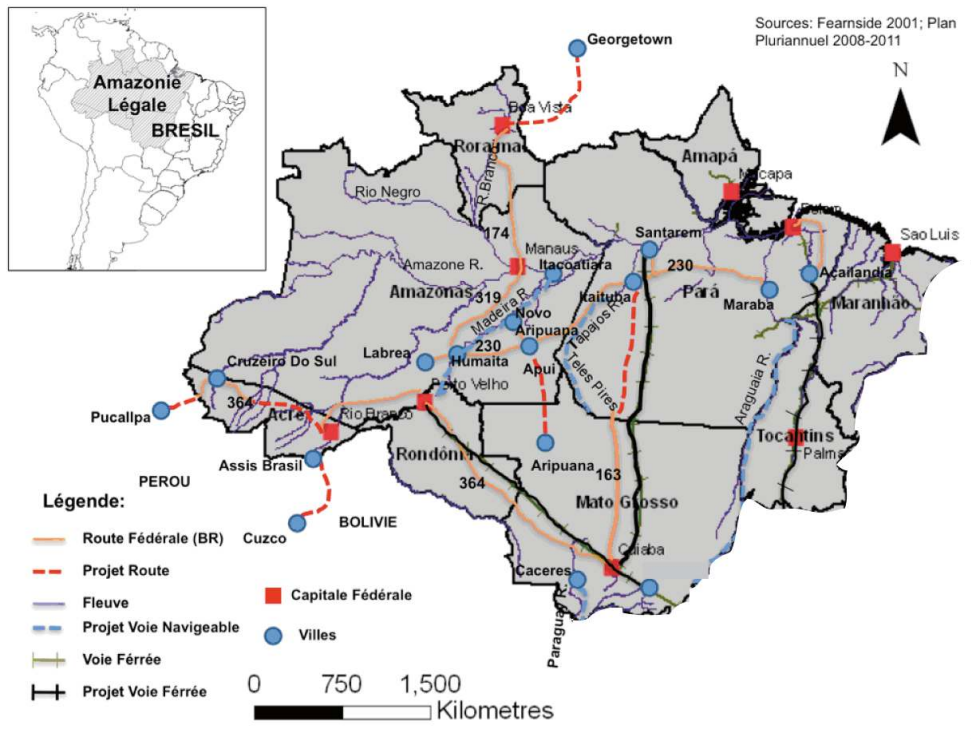 Sources: Fearnside 2001; Plan
Pluriannuel 2008-2011
N
Amazonie
Légale
BRESIL
Georgetown
Boa Vista
Roraima
R.Branco
Amapá
Macapa
Rio Negro
174
Santarem
Belem
Sao Luis
Manaus
Amazone R.
Itacoatiara
230
Açailandia
Amazonas
319
Madeira R.
Itaituba
Pará
Maraba
Maranhão
Novo
Aripuana
Tapajos R.
230
Labrea
Humaita
Apui
Teles Pires
Araguaia R.
Cruzeiro Do Sul
Porto Velho
Pucallpa
364
Acre
Rio Branco
Tocantins
Palmas
Assis Brasil
Rondônia
Aripuana
163
PEROU
364
Mato Grosso
Légende:
BOLIVIE
Route Fédérale (BR)
Cuzco
Cuiaba
Projet Route
Caceres
Capitale Fédérale
Fleuve
Projet Voie Navigeable
Villes
Paraguai R.
Voie Férrée
Projet Voie Férrée
0 750 1,500
Kilometres